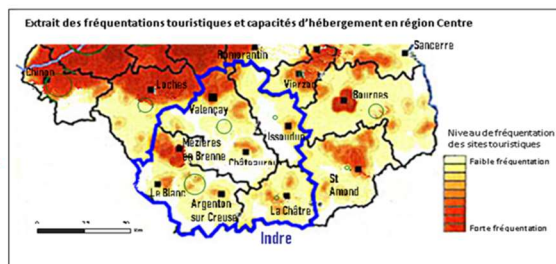 Extrait des fréquentations touristiques et capacités d'hébergement en région Centre
Romorantin
Sancerre
Chinon
Loches
Vierzon
Valençay
Bourges
Issoudun
Mézières
en Brenne
Châteauroux
Niveau de fréquentation
des sites touristiques
Faible fréquentation
Le Blanc
Argenton
sur Creuse
La Châtre
St
Amond
Forte fréquentation
Indre